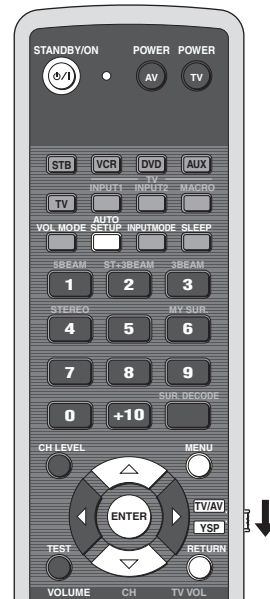 STANDBY/ON POWER POWER
AV TV
STB VCR DVD AUX
TV
INPUT1 INPUT2 MACRO
TV
AUTO
VOL MODE SETUP INPUTMODE SLEEP
5BEAM ST+3BEAM 3BEAM
1 2 3
STEREO MY SUR.
4 5 6
7 8 9
SUR. DECODE
0 +10
CH LEVEL MENU
TV/AV
ENTER
YSP
TEST RETURN
VOLUME CH TV VOL